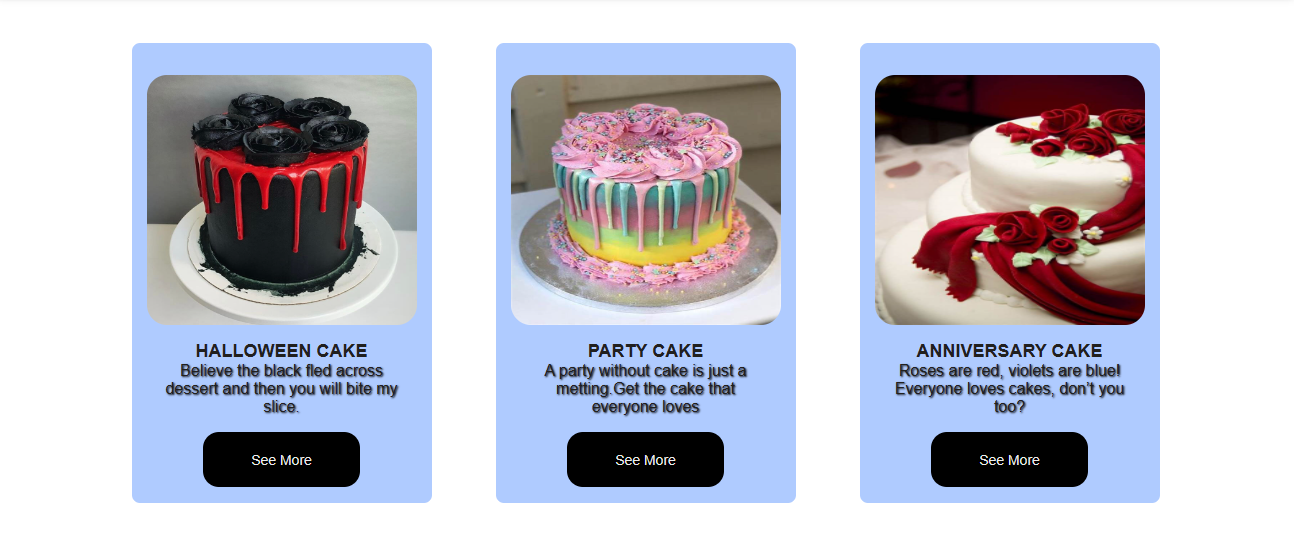 HALLOWEEN CAKE
Believe the black fled across
dessert and then you will bite my
slice.
See More
PARTY CAKE
A party without cake is just a
metting.Get the cake that
everyone loves
See More
ANNIVERSARY CAKE
Roses are red, violets are blue!
Everyone loves cakes, don’t you
too?
See More